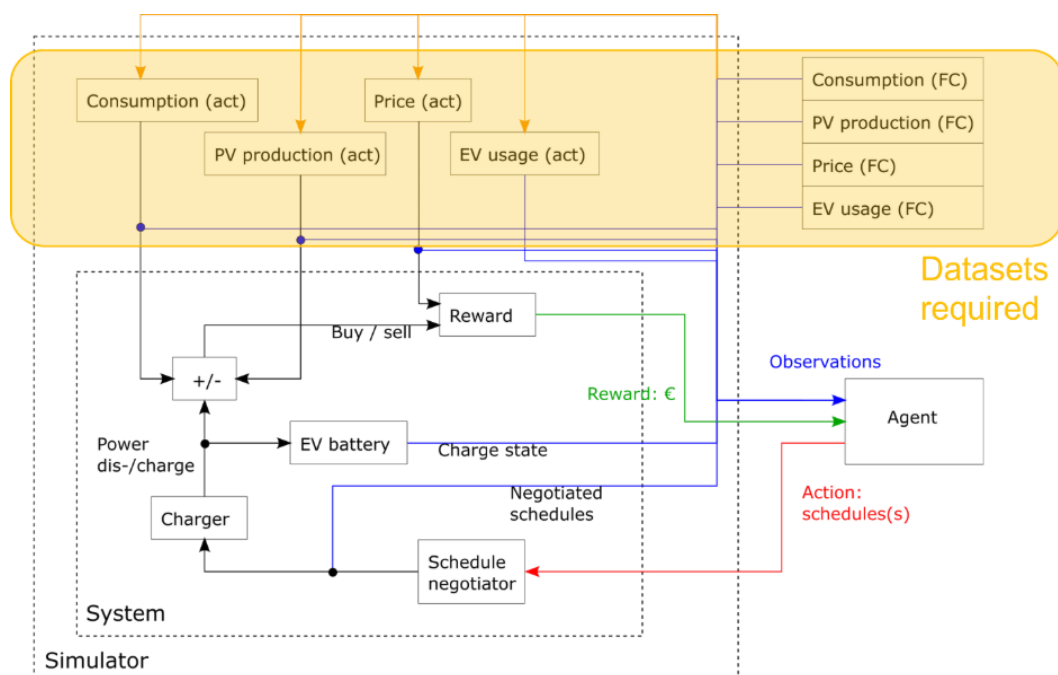 Consumption (act)
Price (act)
PV production (act)
EV usage (act)
Consumption (FC)
PV production (FC)
Price (FC)
EV usage (FC)
Datasets
required
Reward
Buy / sell
+/-
Observations
Reward: €
Agent
Power
dis-/charge
EV battery
Charge state
Negotiated
schedules
Action:
schedules(s)
Charger
Schedule
negotiator
System
Simulator